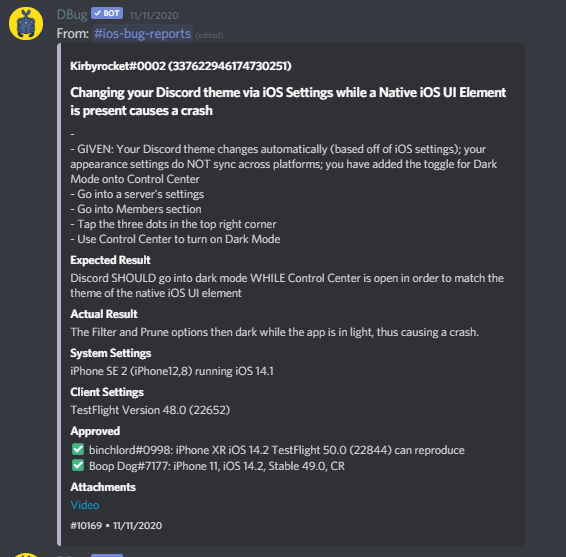 DBug ✓ BOT 11/11/2020
From: #ios-bug-reports (edited)
Kirbyrocket#0002 (337622946174730251)
Changing your Discord theme via iOS Settings while a Native iOS UI Element
is present causes a crash
-
- GIVEN: Your Discord theme changes automatically (based off of iOS settings); your
appearance settings do NOT sync across platforms; you have added the toggle for Dark
Mode onto Control Center
- Go into a server's settings
- Go into Members section
- Tap the three dots in the top right corner
- Use Control Center to turn on Dark Mode
Expected Result
Discord SHOULD go into dark mode WHILE Control Center is open in order to match the
theme of the native iOS UI element
Actual Result
The Filter and Prune options then dark while the app is in light, thus causing a crash.
System Settings
iPhone SE 2 (iPhone12,8) running iOS 14.1
Client Settings
TestFlight Version 48.0 (22652)
Approved
✅ binchlord#0998: iPhone XR iOS 14.2 TestFlight 50.0 (22844) can reproduce
✅ Boop Dog#7177: iPhone 11, iOS 14.2, Stable 49.0, CR
Attachments
Video
#10169 • 11/11/2020